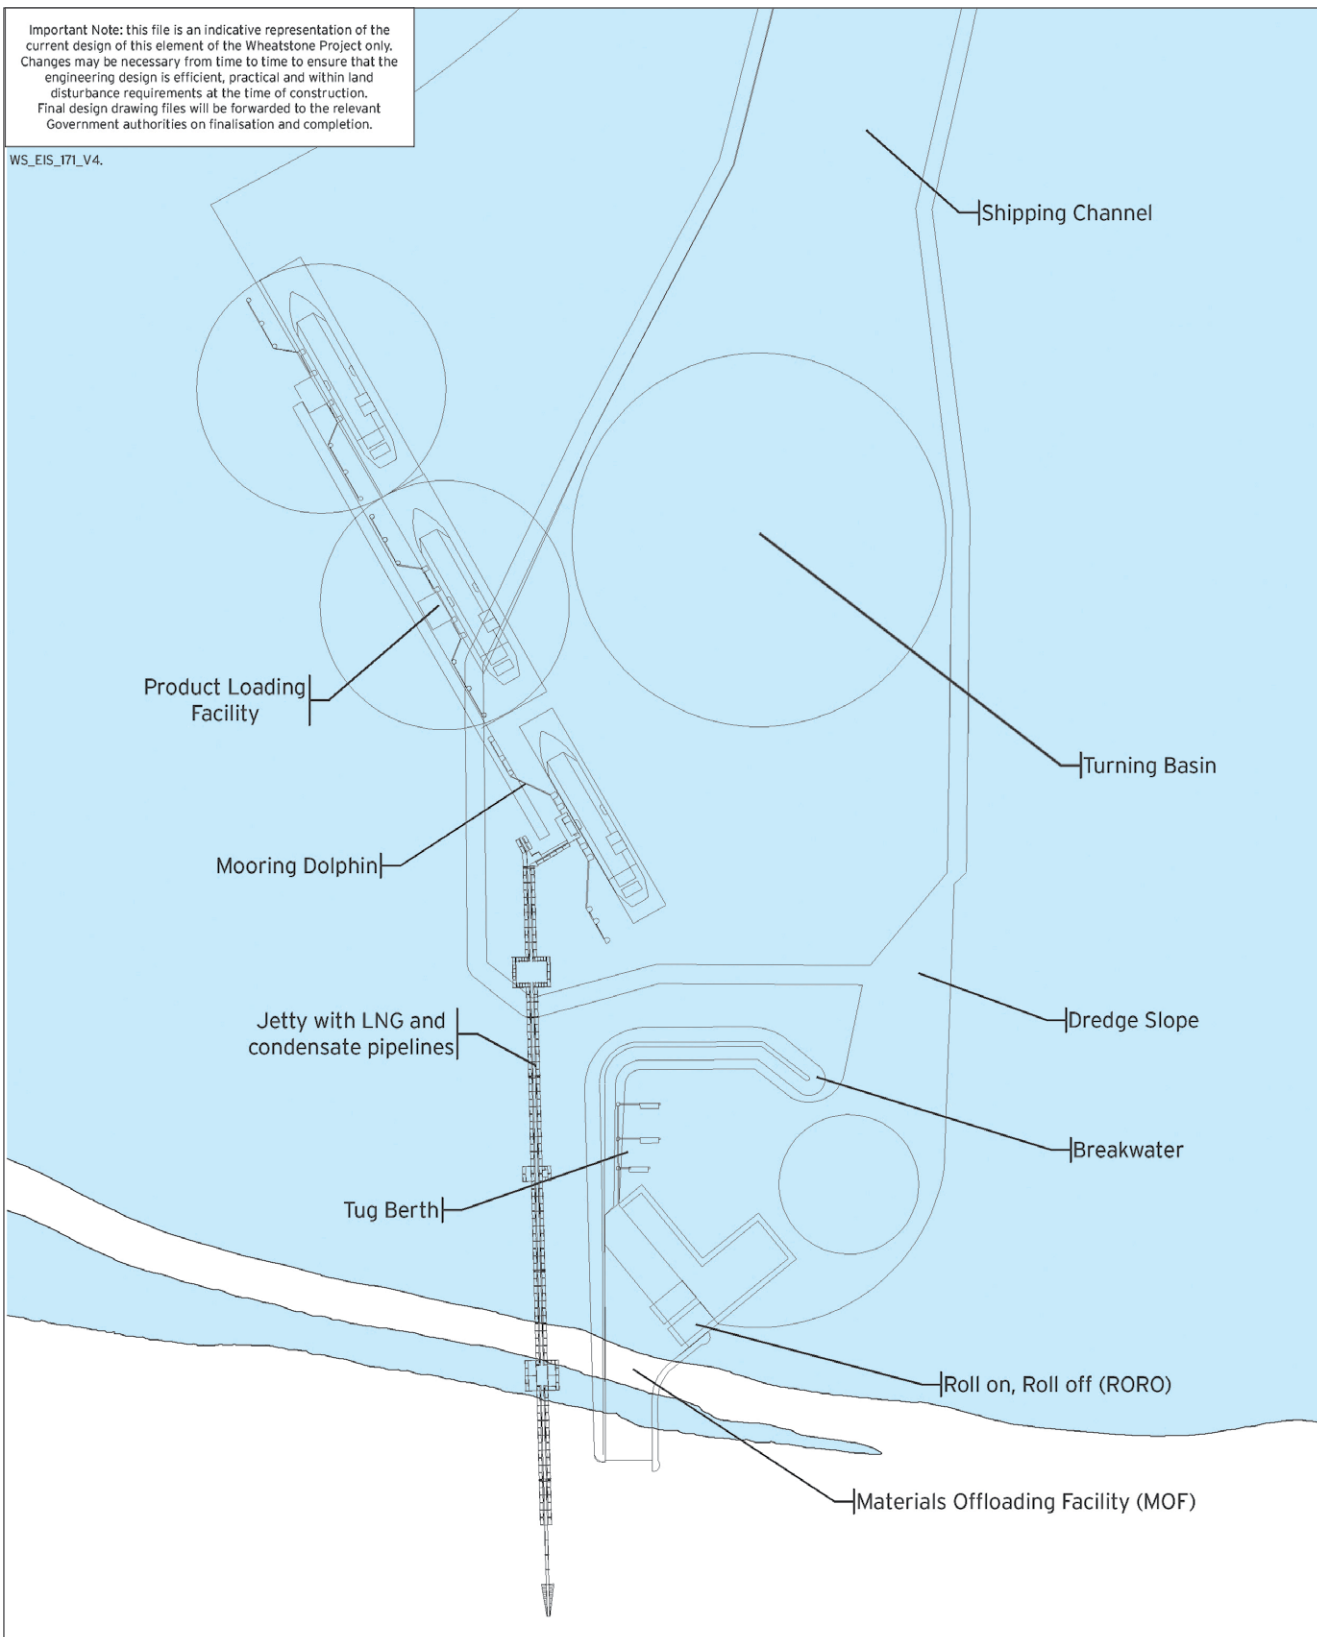 Important Note: this file is an indicative representation of the
current design of this element of the Wheatstone Project only.
Changes may be necessary from time to time to ensure that the
engineering design is efficient, practical and within land
disturbance requirements at the time of construction.
Final design drawing files will be forwarded to the relevant
Government authorities on finalisation and completion.
WS_EIS_171_V4.
Shipping Channel
Product Loading
Facility
Turning Basin
Mooring Dolphin
Jetty with LNG and
condensate pipelines
Dredge Slope
Breakwater
Tug Berth
Roll on, Roll off (RORO)
Materials Offloading Facility (MOF)